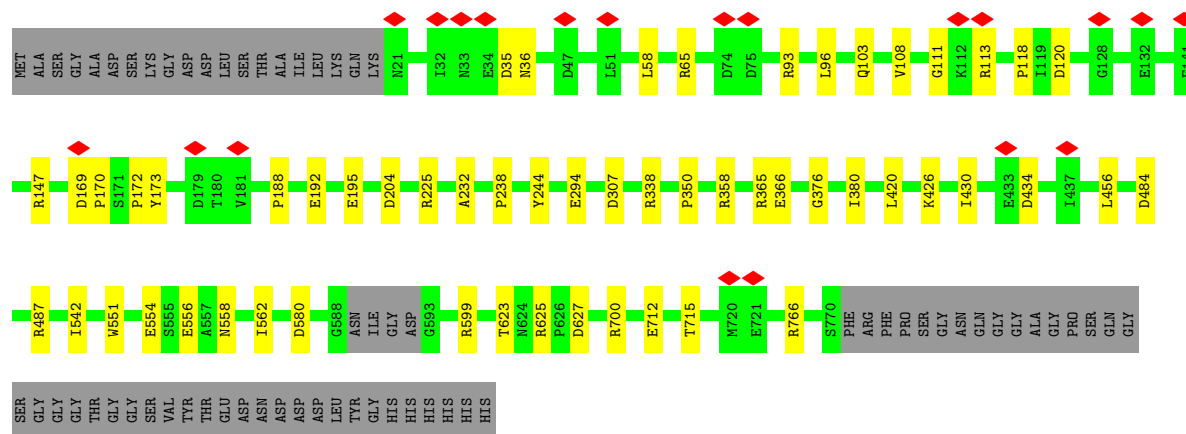 MET ALA SER GLY ALA ASP SER LYS GLY ASP ASP LEU SER THR ALA ILE LEU LYS GLN LYS N21 I32 N33 E34 D35 N36 D47 L51 L58 R65 D74 D75 R93 L96 Q103 V108 G111 K112 R113 P118 I119 D120 G128 E132
R147 D169 P170 S171 P172 Y173 D179 T180 V181 P188 E192 E195 D204 R225 A232 P238 Y244 E294 D307 R338 P350 R358 R365 E366 G376 I380 L420 K426 I430 E433 D434 I437 L456 D484
R487 I542 W551 E554 S555 E556 A557 N558 I562 D580 G588 ASN ILE GLY ASP G593 R599 T623 N624 R625 P626 D627 R700 E712 T715 M720 E721 R766 S770 PHE ARG PHE PRO SER GLY ASN GLN GLY GLY ALA GLY PRO SER GLN GLY
SER GLY GLY GLY THR GLY GLY SER VAL TYR THR GLU ASP ASN ASP ASP ASP LEU TYR GLY HIS HIS HIS HIS HIS HIS